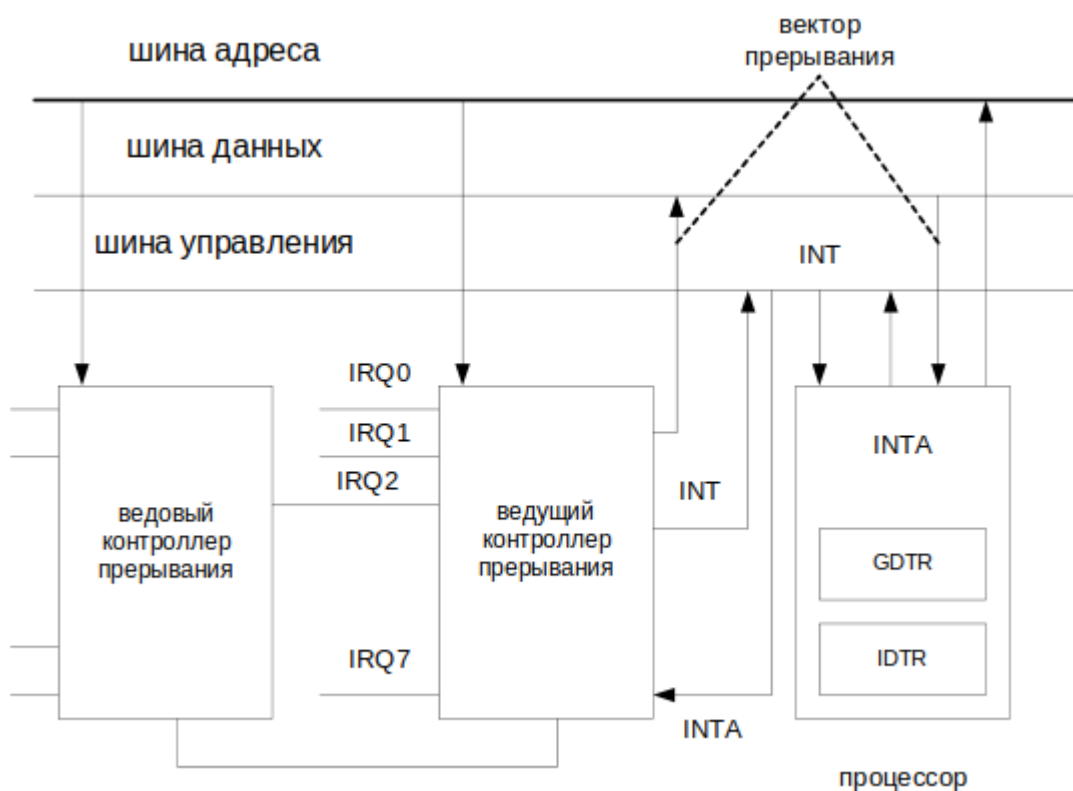 шина адреса
вектор
прерывания
шина данных
шина управления
INT
IRQ0
IRQ1
IRQ2
INT
INTA
ведовый
контроллер
прерывания
ведущий
контроллер
прерывания
GDTR
IRQ7
IDTR
INTA
процессор